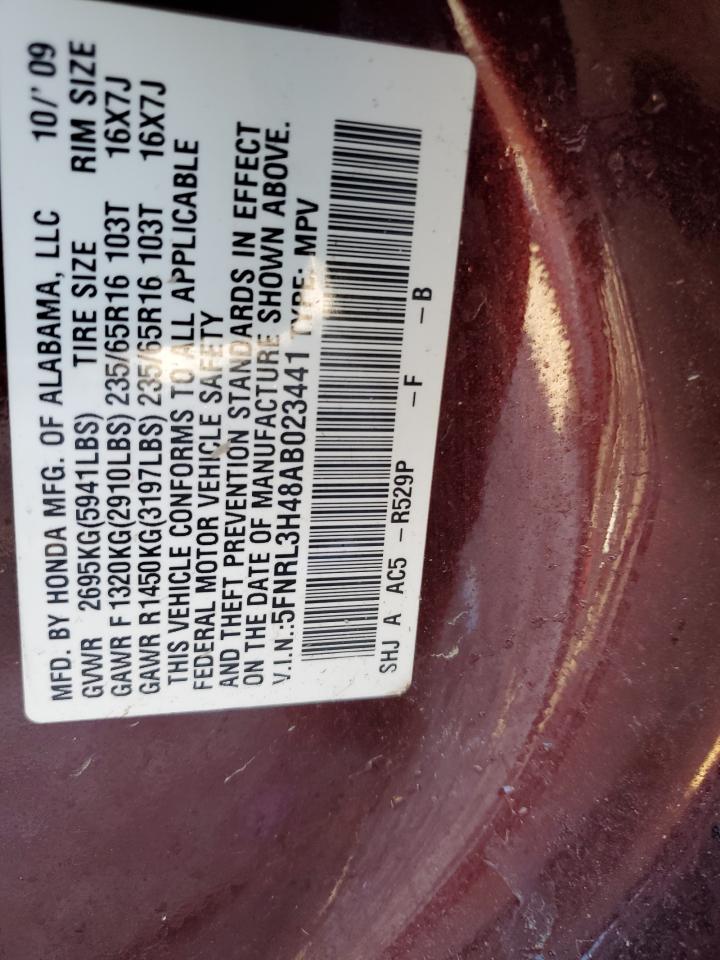 MFD. BY HONDA MFG. OF ALABAMA, LLC 10/'09
GVWR 2695KG(5941LBS) TIRE SIZE RIM SIZE
GAWR F 1320KG(2910LBS) 235/65R16 103T 16X7J
GAWR R1450KG(3197LBS) 235/65R16 103T 16X7J
THIS VEHICLE CONFORMS TO ALL APPLICABLE
FEDERAL MOTOR VEHICLE SAFETY
AND THEFT PREVENTION STANDARDS IN EFFECT
ON THE DATE OF MANUFACTURE SHOWN ABOVE.
V.I.N.:5FNRL3H48AB023441 TYPE: MPV
SHJ A AC5 -R529P -F -B